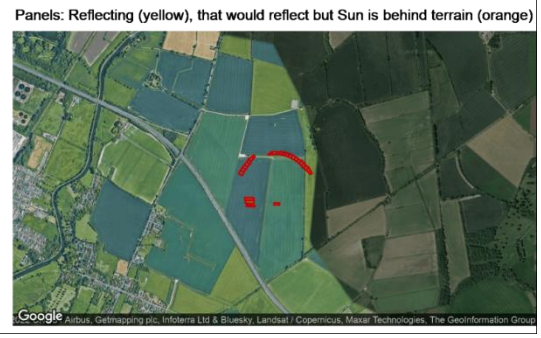 Panels: Reflecting (yellow), that would reflect but Sun is behind terrain (orange)
Google
Airbus, Getmapping plc, Infoterra Ltd & Bluesky, Landsat / Copernicus, Maxar Technologies, The GeoInformation Group